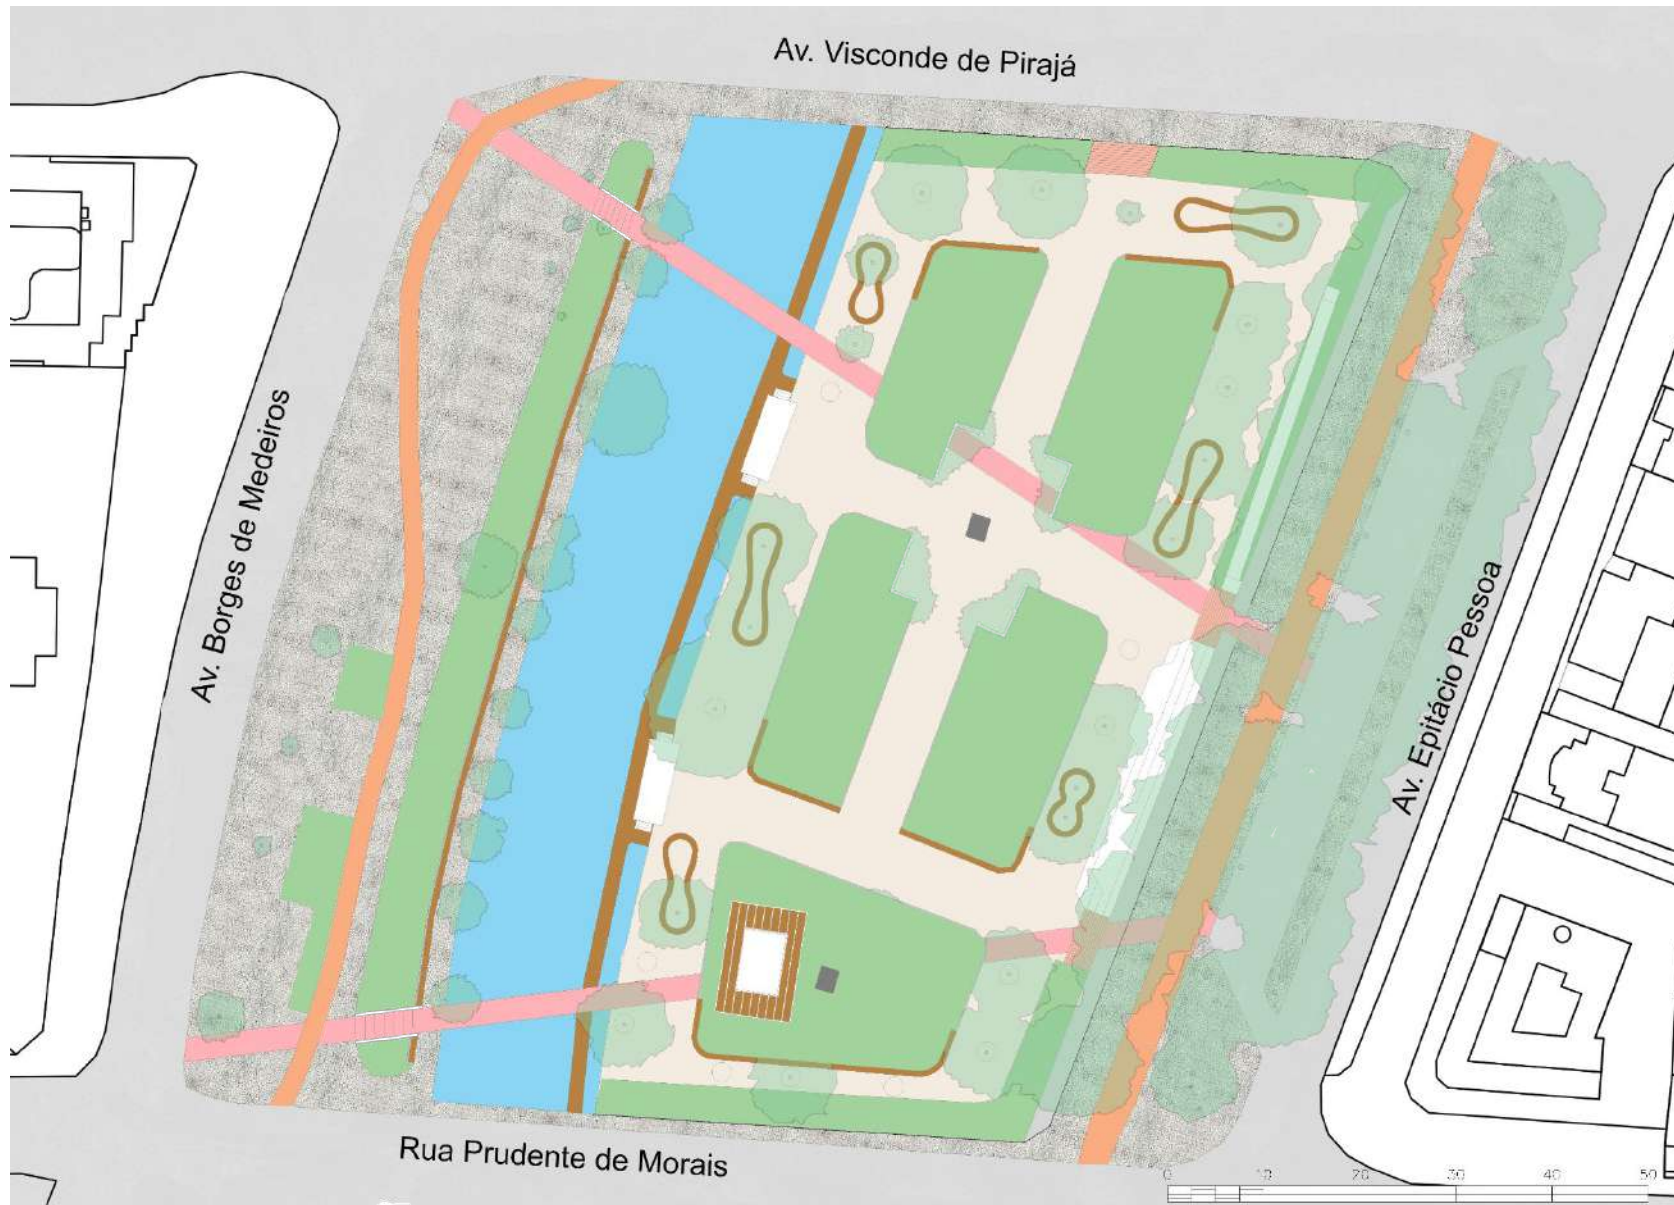 Av. Visconde de Pirajá
Av. Borges de Medeiros
Av. Epitácio Pessoa
Rua Prudente de Morais
0 10 20 30 40 50